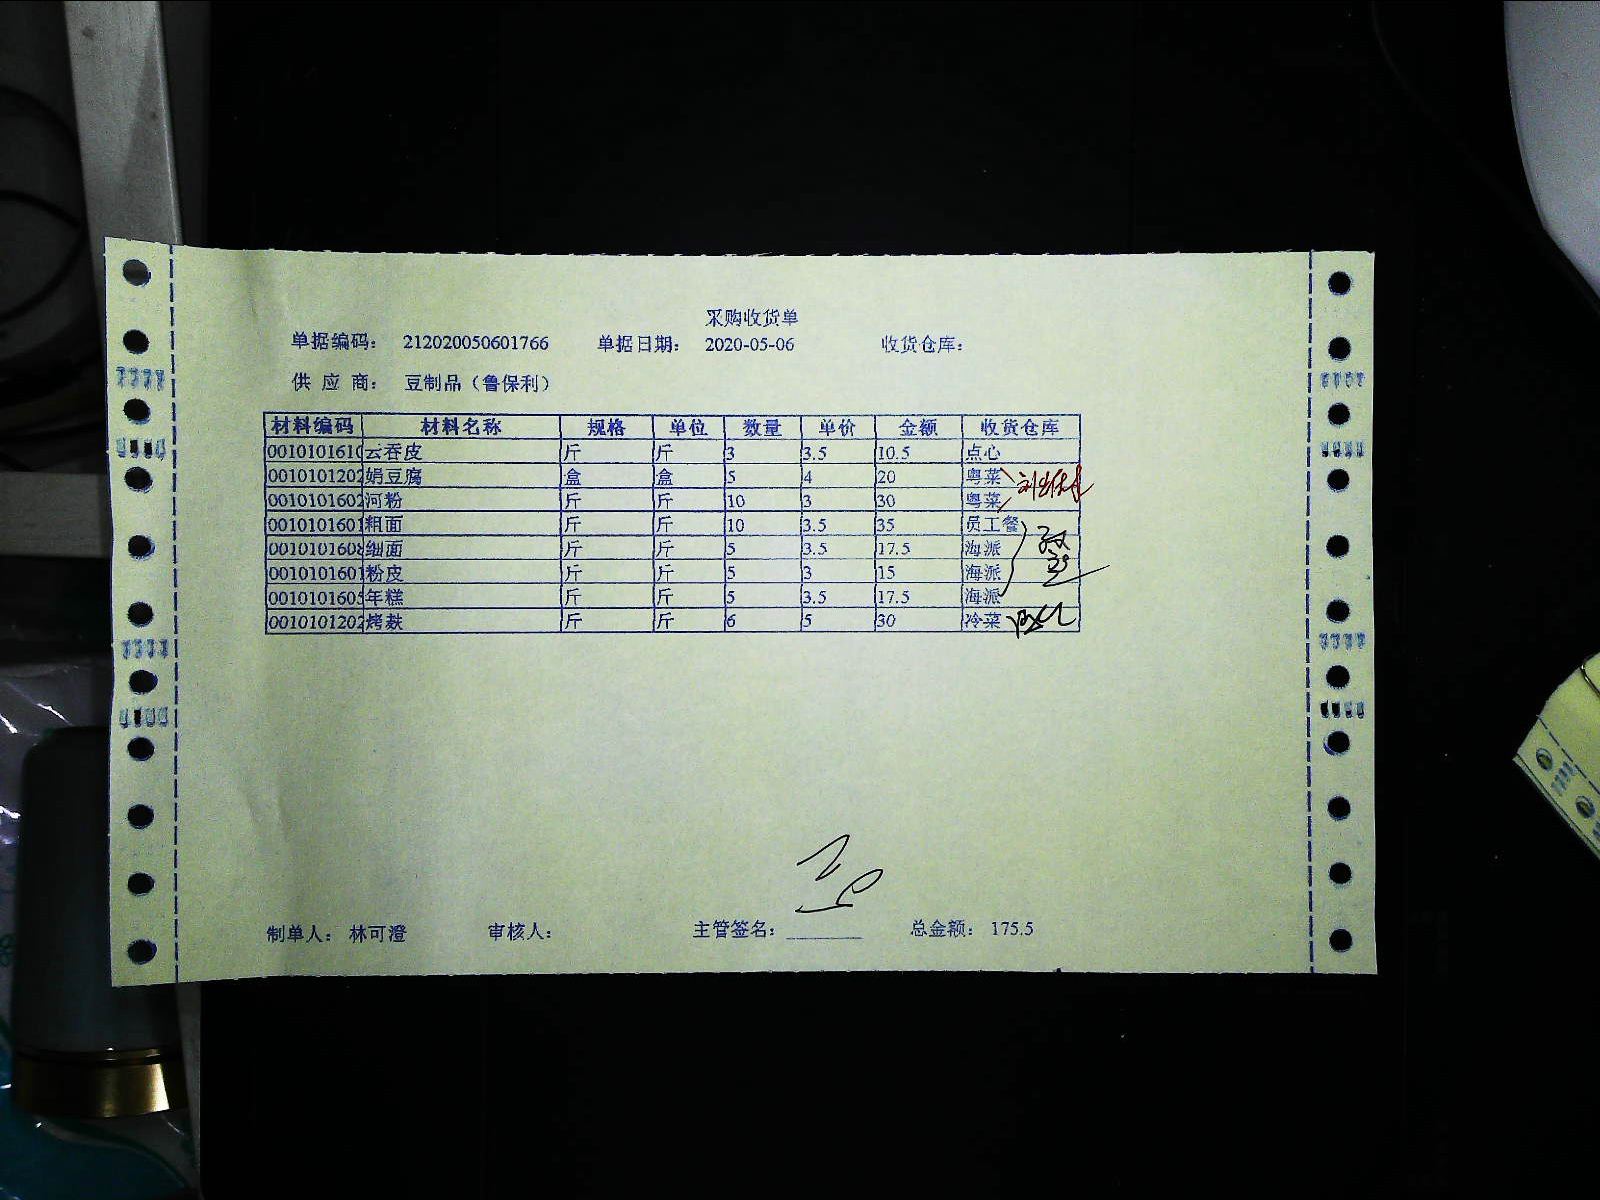 采购收货单
单据编码： 212020050601766 单据日期： 2020-05-06 收货仓库：
供应商： 豆制品（鲁保利）
材料编码 材料名称 规格 单位 数量 单价 金额 收货仓库
001010161 云吞皮 斤 斤 3 3.5 10.5 点心
0010101202 娟豆腐 盒 盒 5 4 20 粤菜
0010101602 河粉 斤 斤 10 3 30 粤菜
001010160 粗面 斤 斤 10 3.5 35 员工餐
001010160 细面 斤 斤 5 3.5 17.5 海派
001010160 粉皮 斤 斤 5 3 15 海派
001010160 年糕 斤 斤 5 3.5 17.5 海派
0010101202 烤麸 斤 斤 6 5 30 冷菜
制单人： 林可澄 审核人： 主管签名： 总金额： 175.5